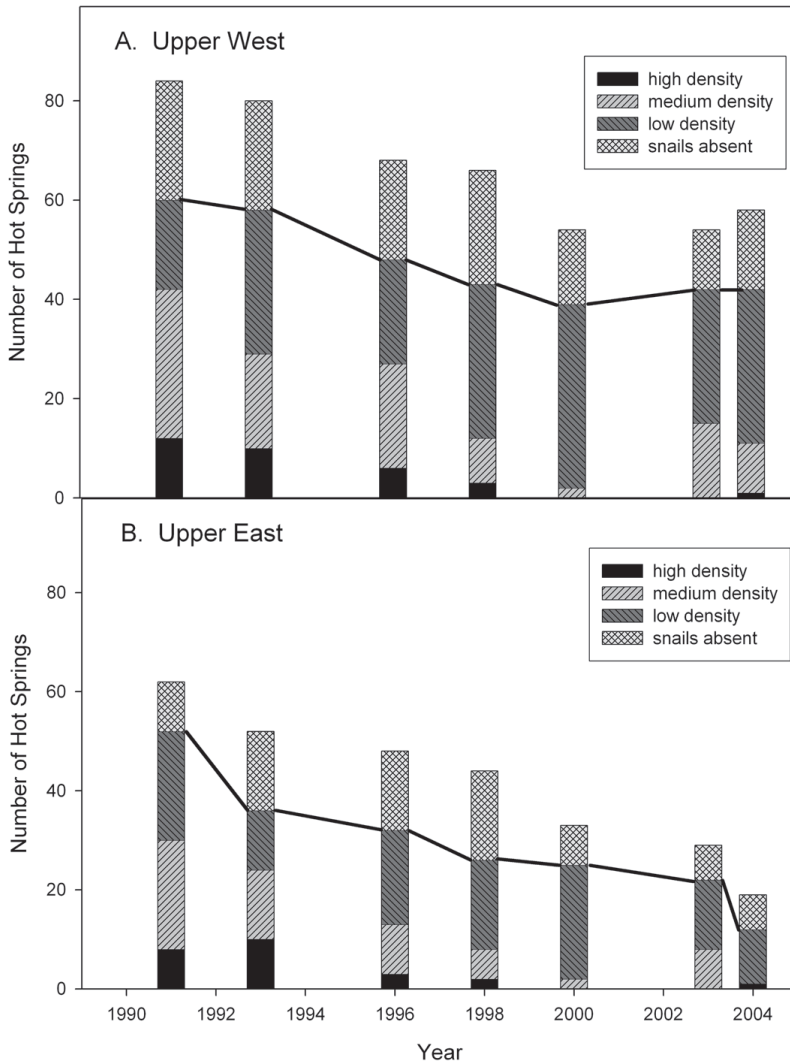 A. Upper West
high density
medium density
low density
snails absent
Number of Hot Springs
80
60
40
20
0
B. Upper East
high density
medium density
low density
snails absent
Number of Hot Springs
80
60
40
20
0
1990 1992 1994 1996 1998 2000 2002 2004
Year